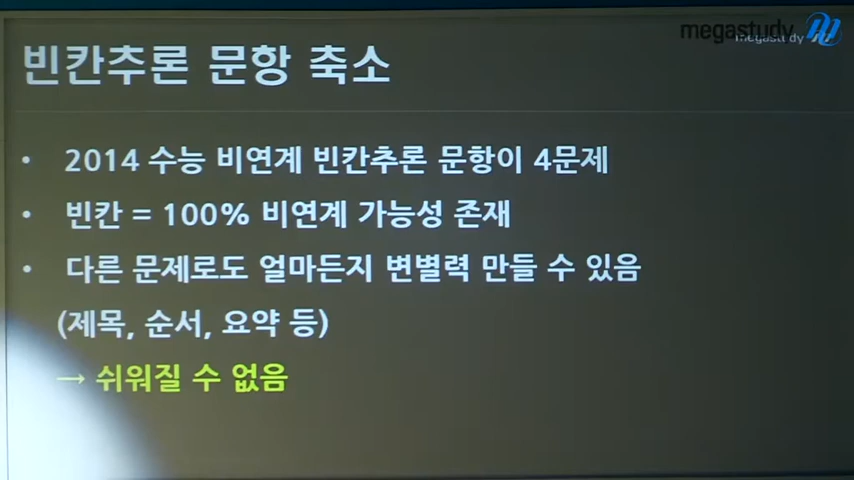 megastudy
megastudy
빈칸추론 문항 축소
• 2014 수능 비연계 빈칸추론 문항이 4문제
• 빈칸 = 100% 비연계 가능성 존재
• 다른 문제로도 얼마든지 변별력 만들 수 있음
(제목, 순서, 요약 등)
→ 쉬워질 수 없음